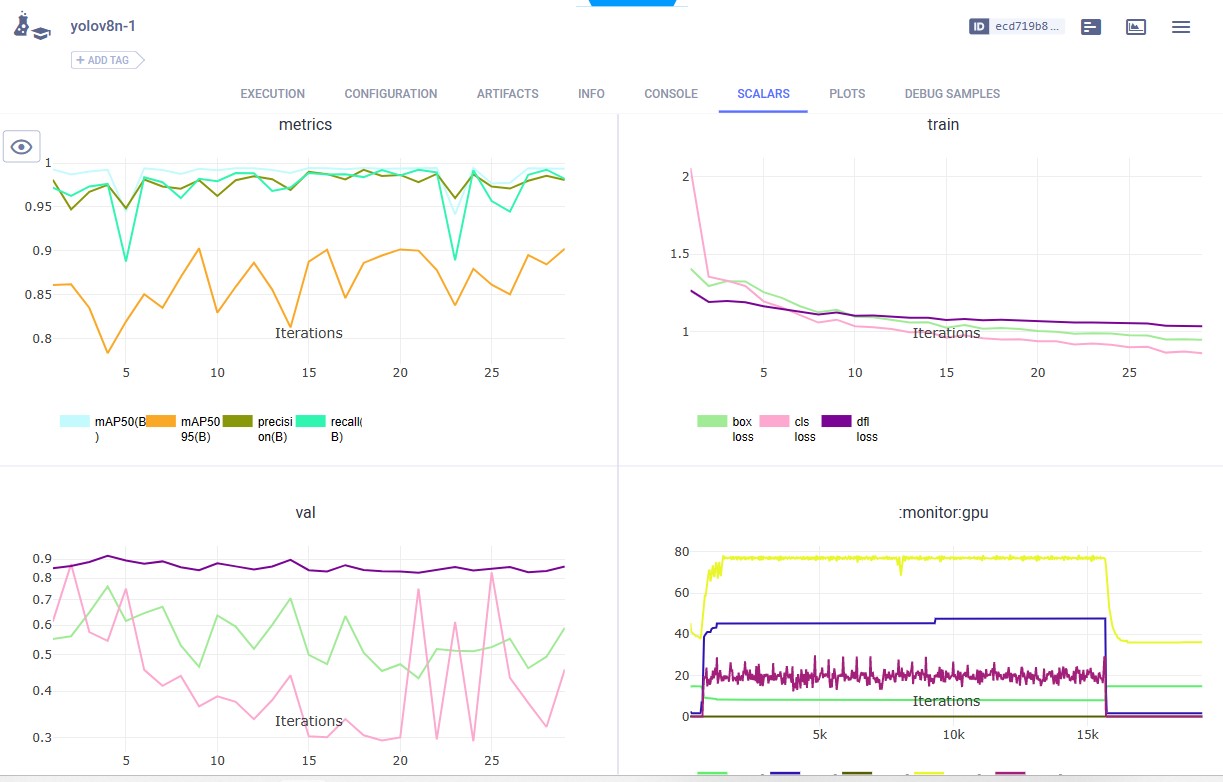 yolov8n-1
ID ecd719b8 ...
+ ADD TAG
EXECUTION CONFIGURATION ARTIFACTS INFO CONSOLE SCALARS PLOTS DEBUG SAMPLES
metrics
1
0.95
0.9
0.85
0.8
Iterations
5 10 15 20 25
mAP50(B mAP50 precisi recall(
) 95(B) on(B) B)
train
2
1.5
1
Iterations
5 10 15 20 25
box cls dfl
loss loss loss
val
0.9
0.8
0.7
0.6
0.5
0.4
0.3
Iterations
5 10 15 20 25
:monitor:gpu
80
60
40
20
0
Iterations
5k 10k 15k